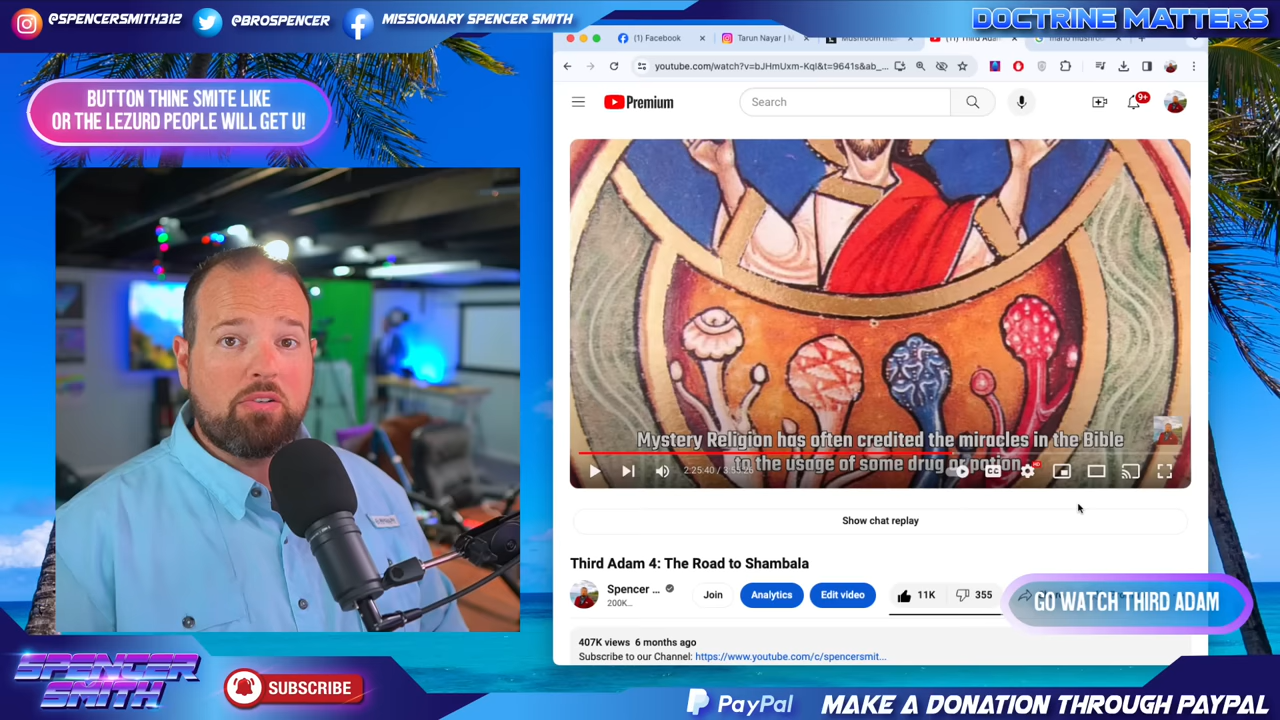 @SPENCERSMITH312
@BROSPENCER
MISSIONARY SPENCER SMITH
DOCTRINE MATTERS
BUTTON THINE SMITE LIKE
OR THE LEZURD PEOPLE WILL GET U!
(1) Facebook
Tarun Nayar |
youtube.com/watch?v=bJHmUxm-KqI&t=9641s&ab_...
Premium
Search
9+
Mystery Religion has often credited the miracles in the Bible
to the usage of some drug or potion.
2:25:40
Show chat replay
Third Adam 4: The Road to Shambala
Spencer ...
200K...
Join
Analytics
Edit video
11K
355
GO WATCH THIRD ADAM
407K views 6 months ago
Subscribe to our Channel: https://www.youtube.com/c/spencersmit...
SPENCER
SMITH
SUBSCRIBE
PayPal
MAKE A DONATION THROUGH PAYPAL